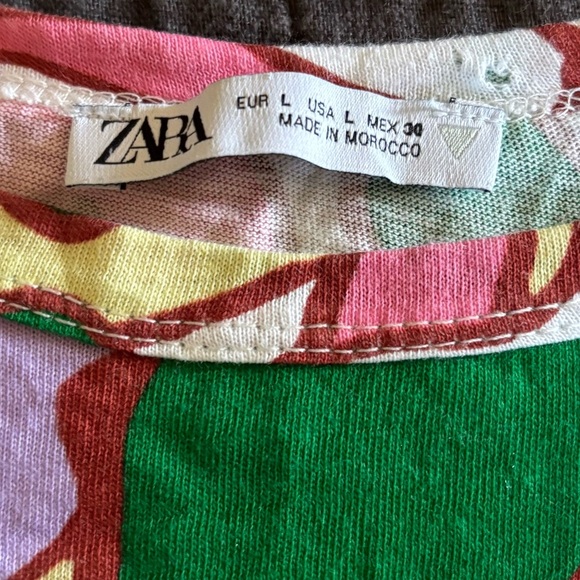 ZARA
EUR L USA L MEX 30
MADE IN MOROCCO